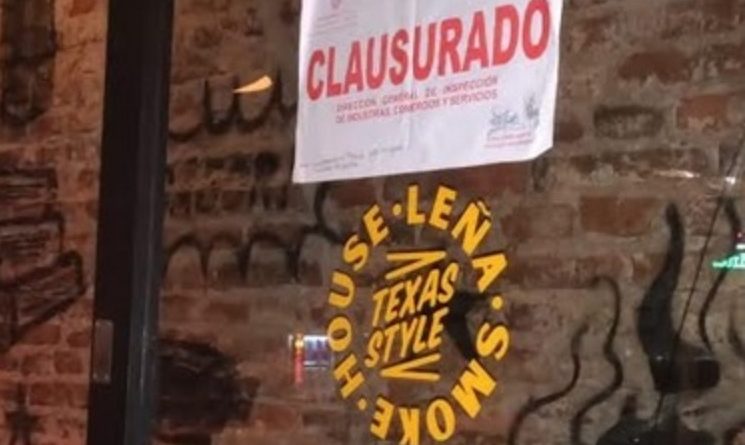 CLAUSURADO
DIRECCIÓN GENERAL DE INSPECCIÓN
DE INDUSTRIAS, COMERCIOS Y SERVICIOS
LEÑA · SMOKE · HOUSE ·
TEXAS
STYLE